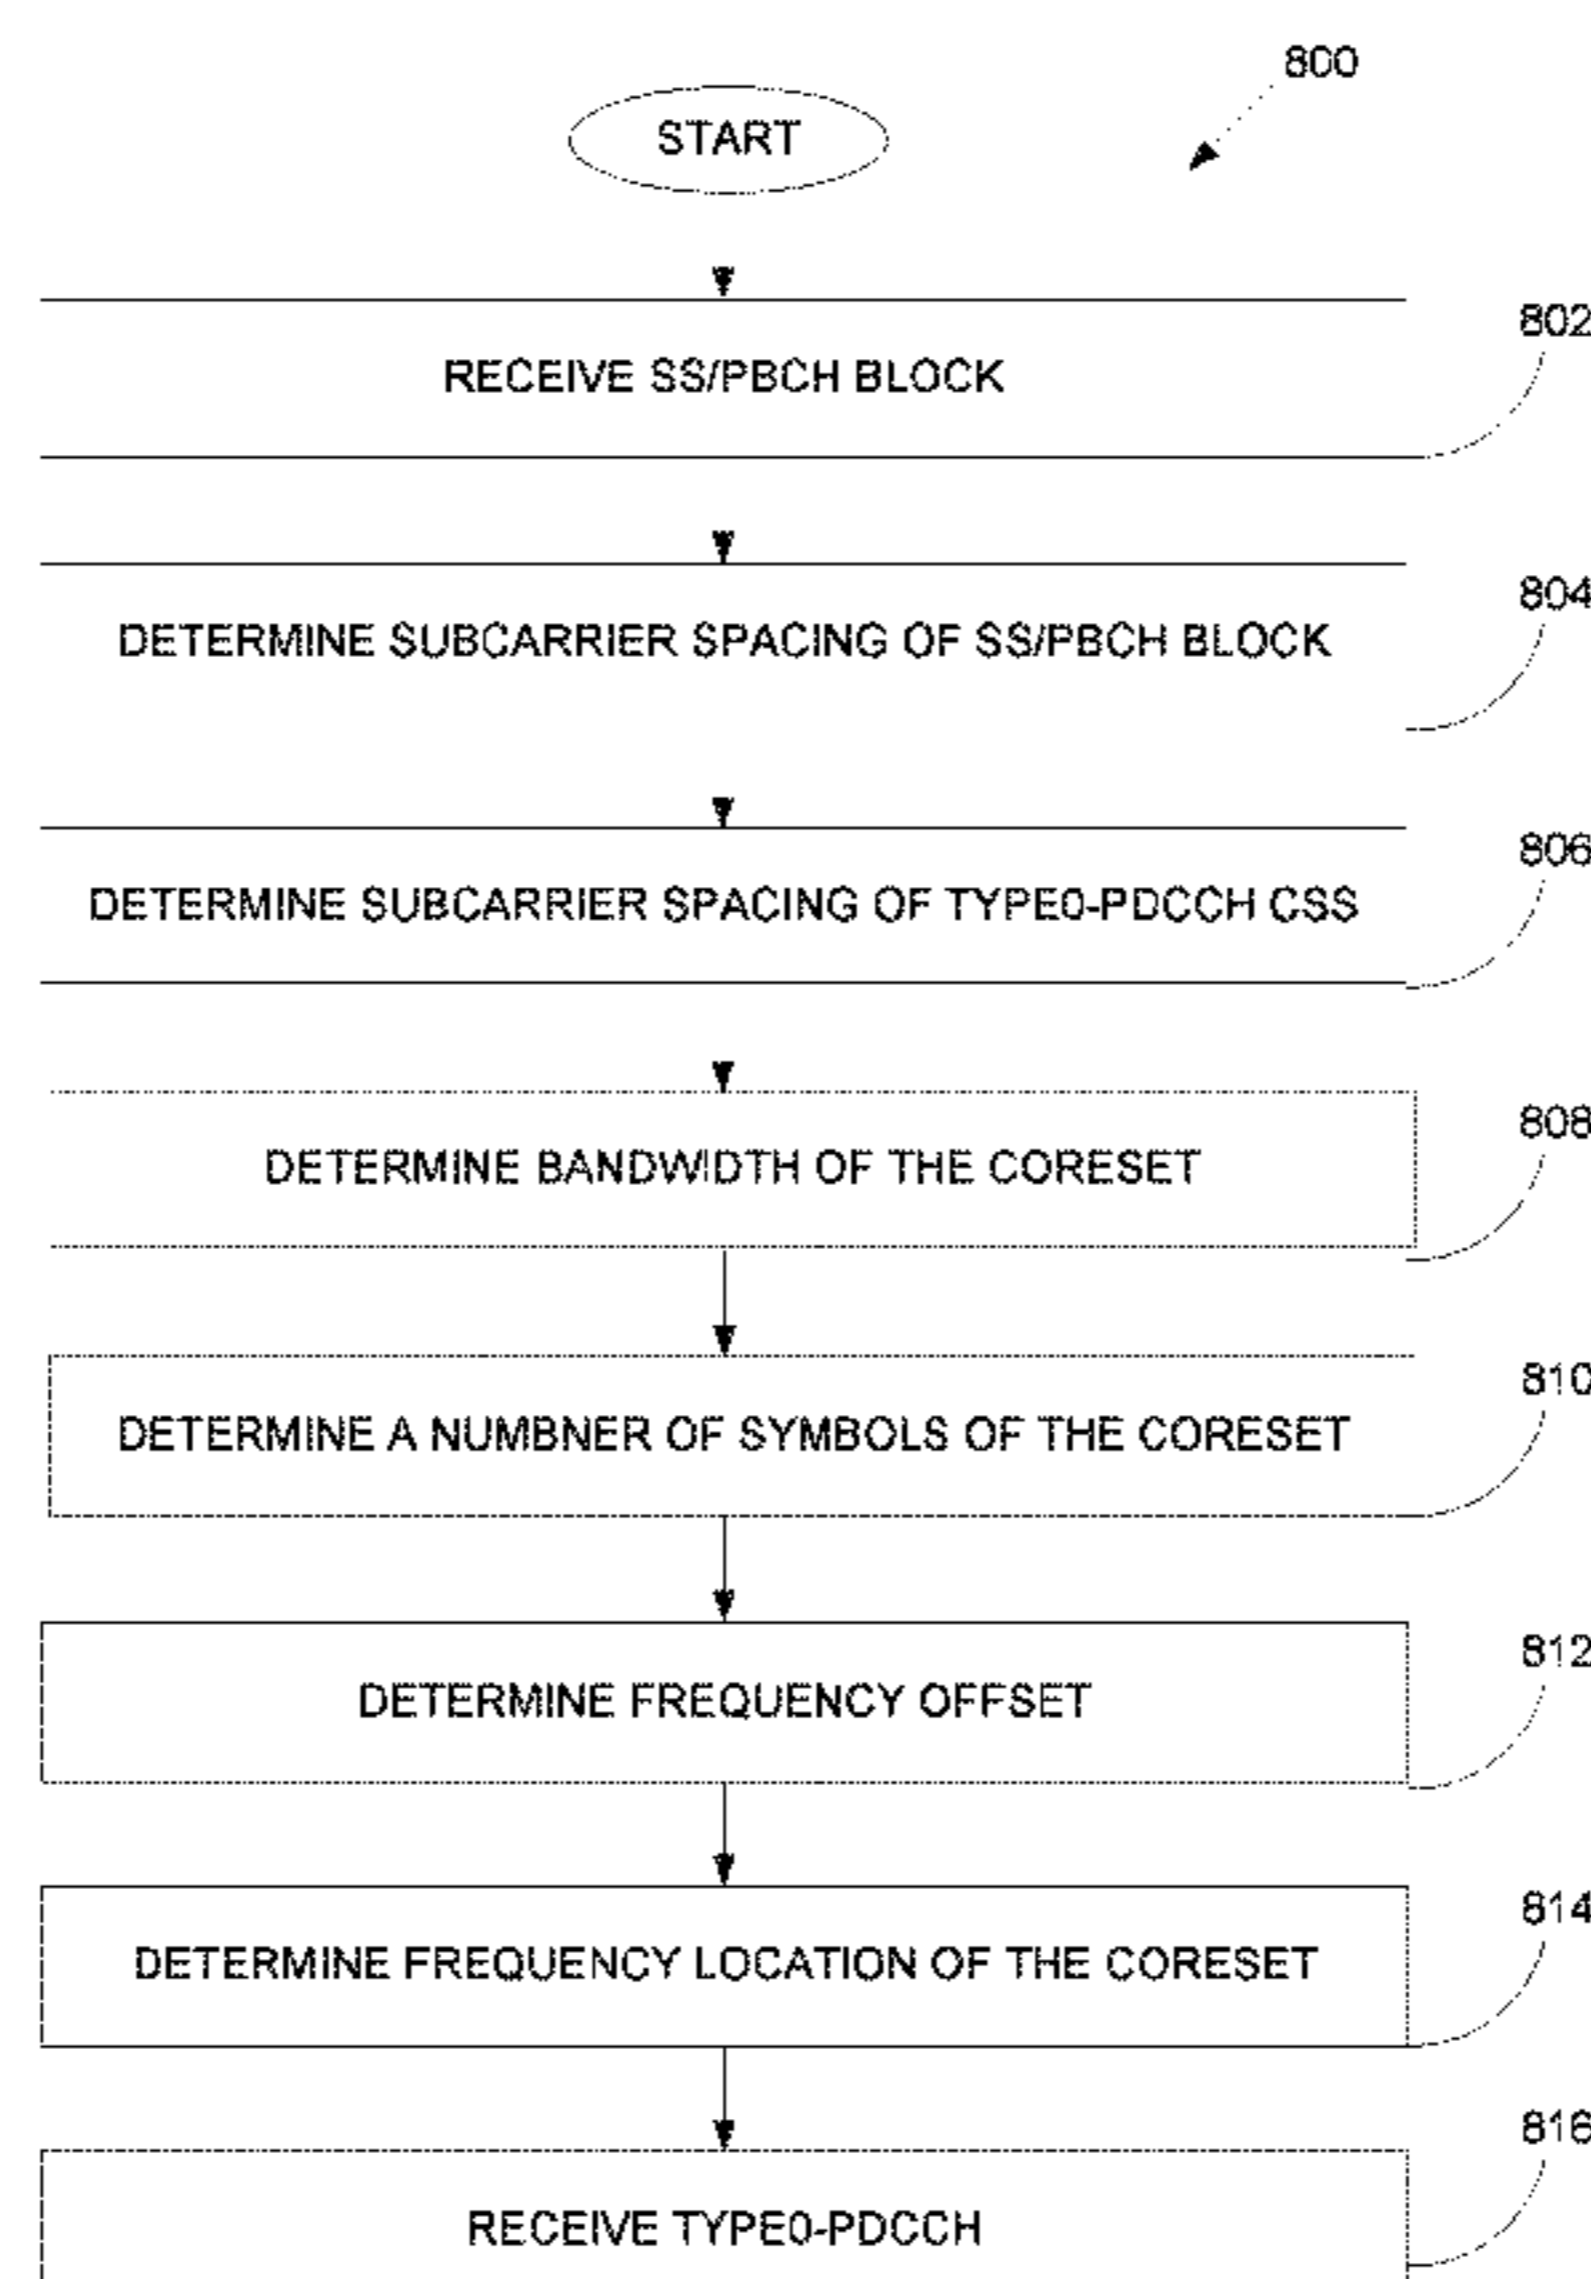 800
START
RECEIVE SS/PBCH BLOCK
802
DETERMINE SUBCARRIER SPACING OF SS/PBCH BLOCK
804
DETERMINE SUBCARRIER SPACING OF TYPE0-PDCCH CSS
806
DETERMINE BANDWIDTH OF THE CORESET
808
DETERMINE A NUMBNER OF SYMBOLS OF THE CORESET
810
DETERMINE FREQUENCY OFFSET
812
DETERMINE FREQUENCY LOCATION OF THE CORESET
814
RECEIVE TYPE0-PDCCH
816